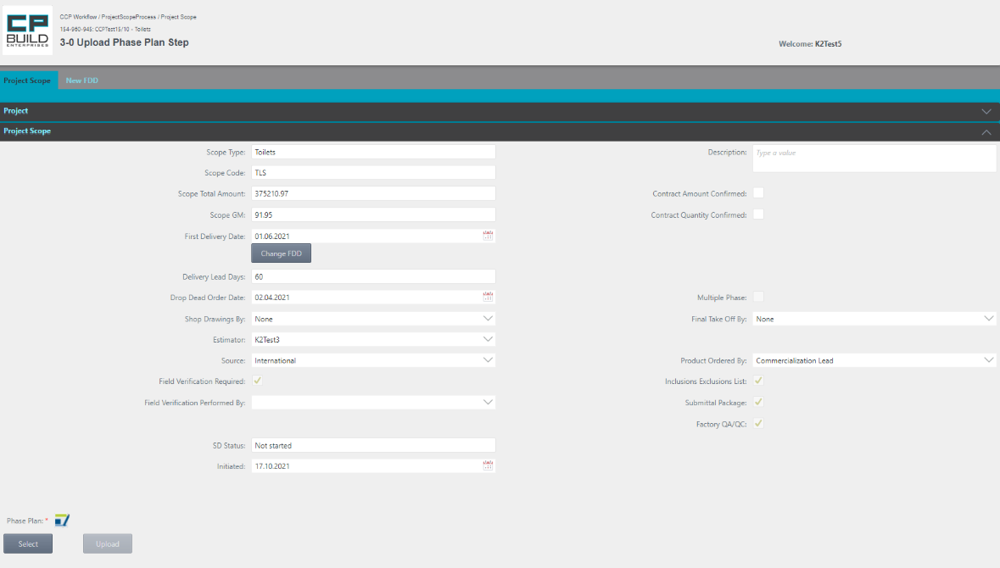 CP
BUILD
ENTERPRISES
CCP Workflow / ProjectScopeProcess / Project Scope
154-960-945: CCPTest15/10 - Toilets
3-0 Upload Phase Plan Step
Welcome: K2Test5
Project Scope New FDD
Project
Project Scope
Scope Type: Toilets Description: Type a value
Scope Code: TLS
Scope Total Amount: 375210.97 Contract Amount Confirmed:
Scope GM: 91.95 Contract Quantity Confirmed:
First Delivery Date: 01.06.2021
Change FDD
Delivery Lead Days: 60
Drop Dead Order Date: 02.04.2021 Multiple Phase:
Shop Drawings By: None Final Take Off By: None
Estimator: K2Test3
Source: International Product Ordered By: Commercialization Lead
Field Verification Required: Inclusions Exclusions List:
Field Verification Performed By: Submittal Package:
Factory QA/QC:
SD Status: Not started
Initiated: 17.10.2021
Phase Plan: *
Select Upload